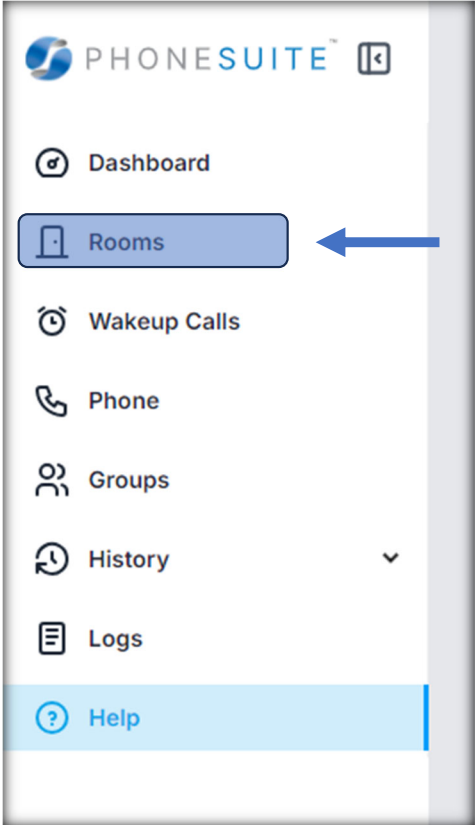 PHONESUITE™
Dashboard
Rooms
Wakeup Calls
Phone
Groups
History
Logs
Help